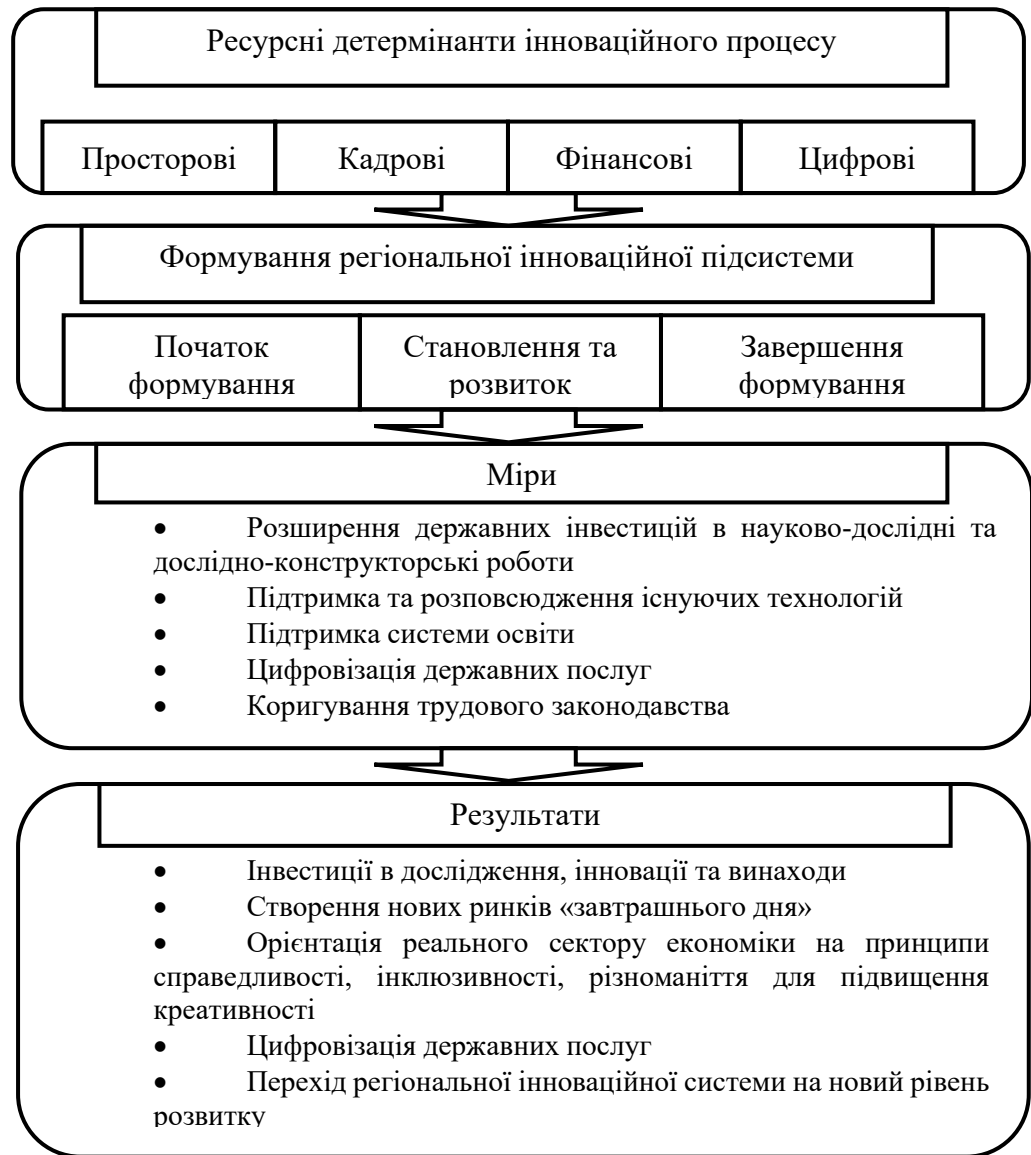 Ресурсні детермінанти інноваційного процесу
Просторові Кадрові Фінансові Цифрові
Формування регіональної інноваційної підсистеми
Початок Становлення та Завершення
формування розвиток формування
Міри
• Розширення державних інвестицій в науково-дослідні та
дослідно-конструкторські роботи
• Підтримка та розповсюдження існуючих технологій
• Підтримка системи освіти
• Цифровізація державних послуг
• Коригування трудового законодавства
Результати
• Інвестиції в дослідження, інновації та винаходи
• Створення нових ринків «завтрашнього дня»
• Орієнтація реального сектору економіки на принципи
справедливості, інклюзивності, різноманіття для підвищення
креативності
• Цифровізація державних послуг
• Перехід регіональної інноваційної системи на новий рівень
розвитку